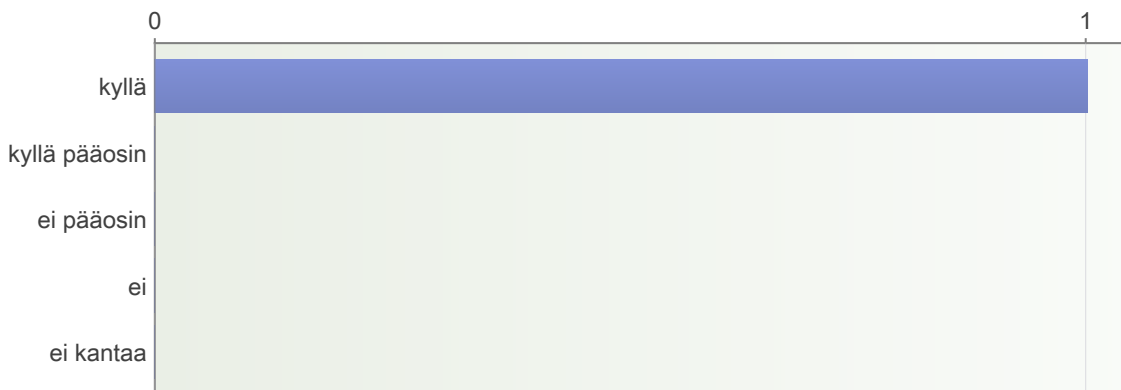 0 1
kyllä
kyllä pääosin
ei pääosin
ei
ei kantaa